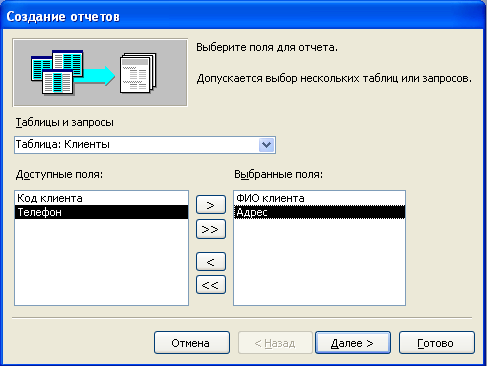 Создание отчетов
Выберите поля для отчета.
Допускается выбор нескольких таблиц или запросов.
Таблицы и запросы
Таблица: Клиенты
Доступные поля:
Выбранные поля:
Код клиента
Телефон
>
>>
<
<<
ФИО клиента
Адрес
Отмена
< Назад
Далее >
Готово